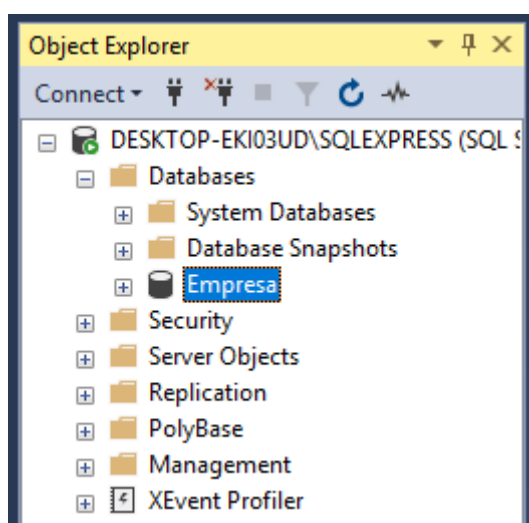 Object Explorer
Connect
DESKTOP-EKI03UD\SQLEXPRESS (SQL S
Databases
System Databases
Database Snapshots
Empresa
Security
Server Objects
Replication
PolyBase
Management
XEvent Profiler